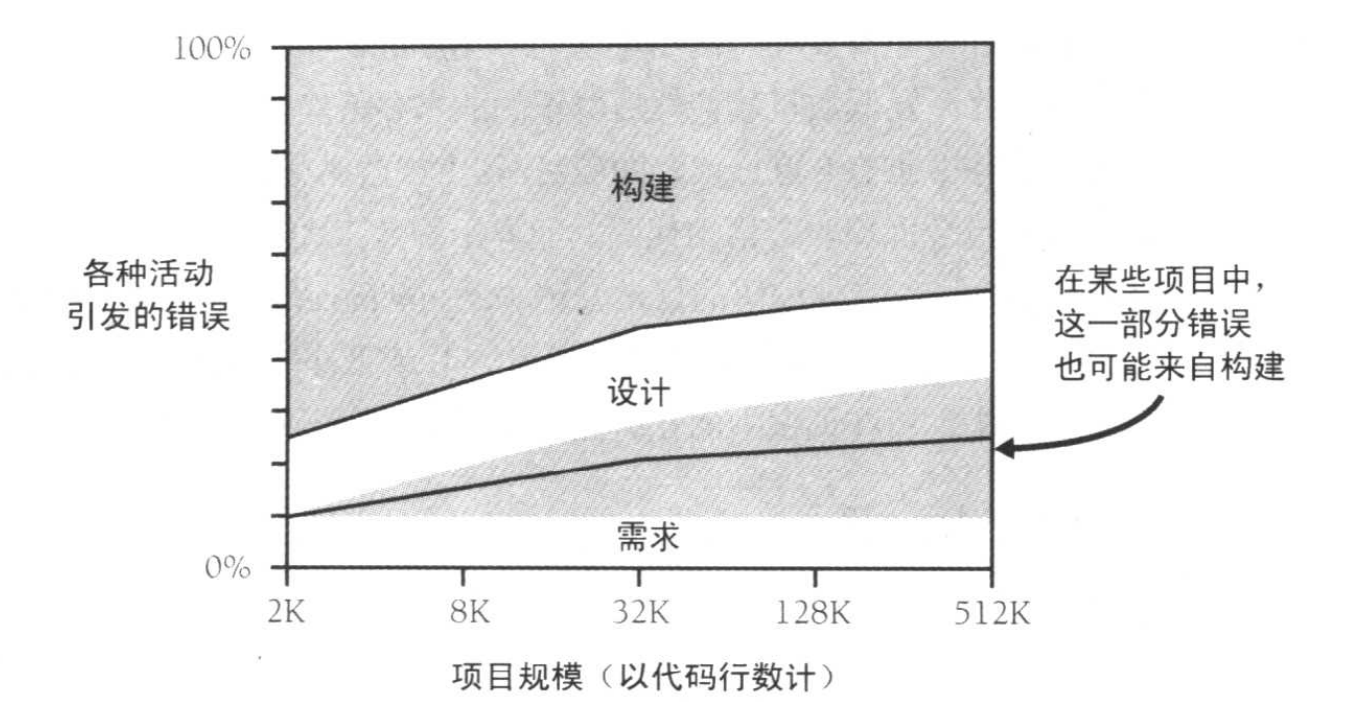 100%
构建
各种活动
引发的错误
在某些项目中，
这一部分错误
也可能来自构建
设计
需求
0%
2K
8K
32K
128K
512K
项目规模（以代码行数计）